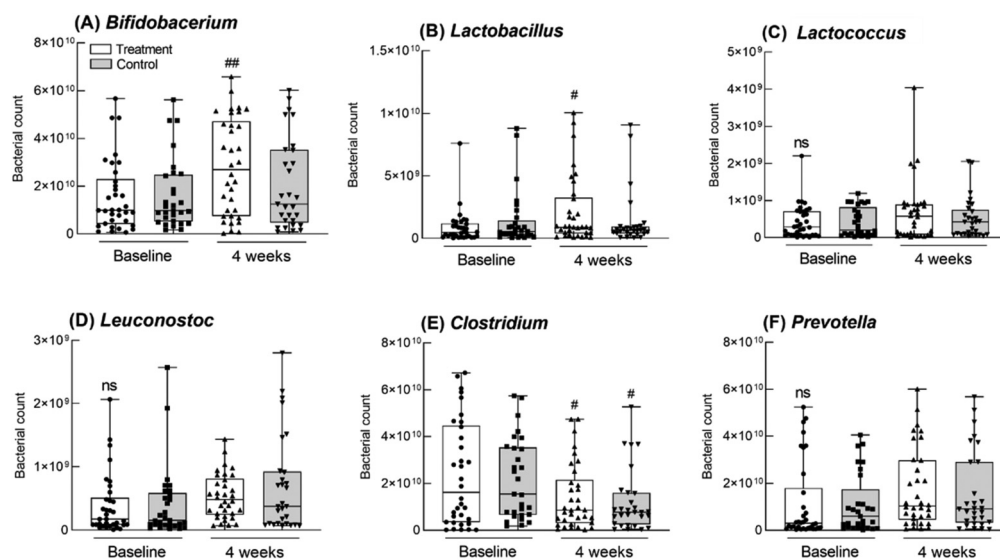 (A) Bifidobacerium
8×10¹⁰
6×10¹⁰
4×10¹⁰
2×10¹⁰
0
Bacterial count
Treatment
Control
##
Baseline
4 weeks
(B) Lactobacillus
1.5×10¹⁰
1×10¹⁰
5×10⁹
0
Bacterial count
#
Baseline
4 weeks
(C) Lactococcus
5×10⁹
4×10⁹
3×10⁹
2×10⁹
1×10⁹
0
Bacterial count
ns
Baseline
4 weeks
(D) Leuconostoc
3×10⁹
2×10⁹
1×10⁹
0
Bacterial count
ns
Baseline
4 weeks
(E) Clostridium
8×10¹⁰
6×10¹⁰
4×10¹⁰
2×10¹⁰
0
Bacterial count
#
#
Baseline
4 weeks
(F) Prevotella
8×10¹⁰
6×10¹⁰
4×10¹⁰
2×10¹⁰
0
Bacterial count
ns
Baseline
4 weeks